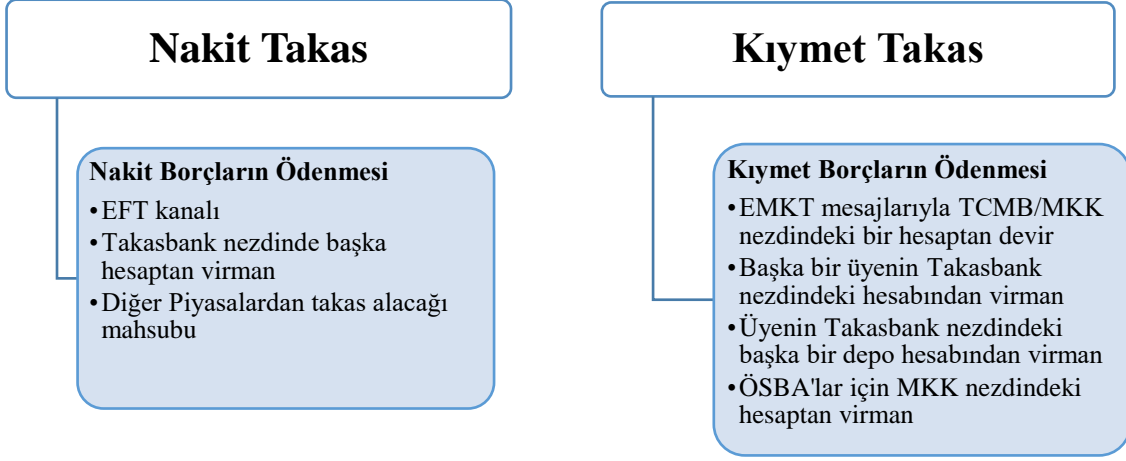 Nakit Takas
Nakit Borçların Ödenmesi
•EFT kanalı
•Takasbank nezdinde başka
hesaptan virman
•Diğer Piyasalardan takas alacağı
mahsubu
Kıymet Takas
Kıymet Borçların Ödenmesi
•EMKT mesajlarıyla TCMB/MKK
nezdindeki bir hesaptan devir
•Başka bir üyenin Takasbank
nezdindeki hesabından virman
•Üyenin Takasbank nezdindeki
başka bir depo hesabından virman
•ÖSBA'lar için MKK nezdindeki
hesaptan virman